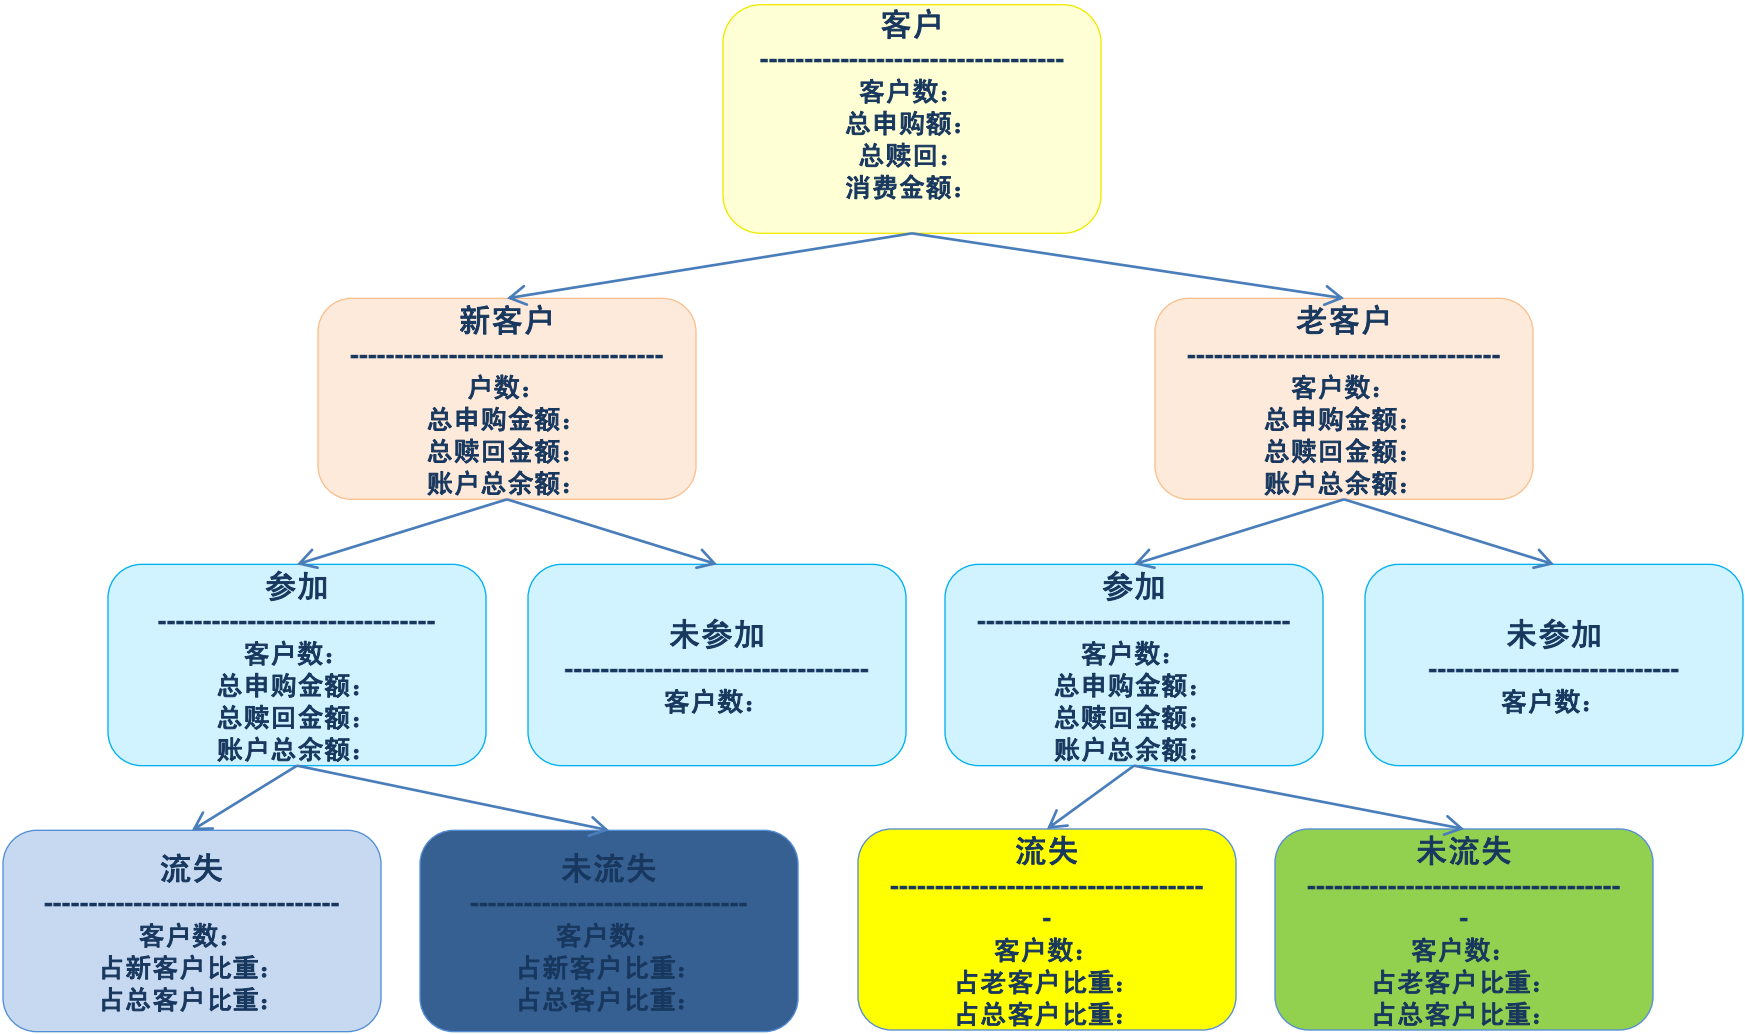 客户
----------------------------------
客户数：
总申购额：
总赎回：
消费金额：
新客户
-----------------------------------
户数：
总申购金额：
总赎回金额：
账户总余额：
老客户
-----------------------------------
客户数：
总申购金额：
总赎回金额：
账户总余额：
参加
-------------------------------
客户数：
总申购金额：
总赎回金额：
账户总余额：
未参加
----------------------------------
客户数：
参加
-----------------------------------
客户数：
总申购金额：
总赎回金额：
账户总余额：
未参加
----------------------------
客户数：
流失
---------------------------------
客户数：
占新客户比重：
占总客户比重：
未流失
-------------------------------
客户数：
占新客户比重：
占总客户比重：
流失
-----------------------------------
-
客户数：
占老客户比重：
占总客户比重：
未流失
-----------------------------------
-
客户数：
占老客户比重：
占总客户比重：